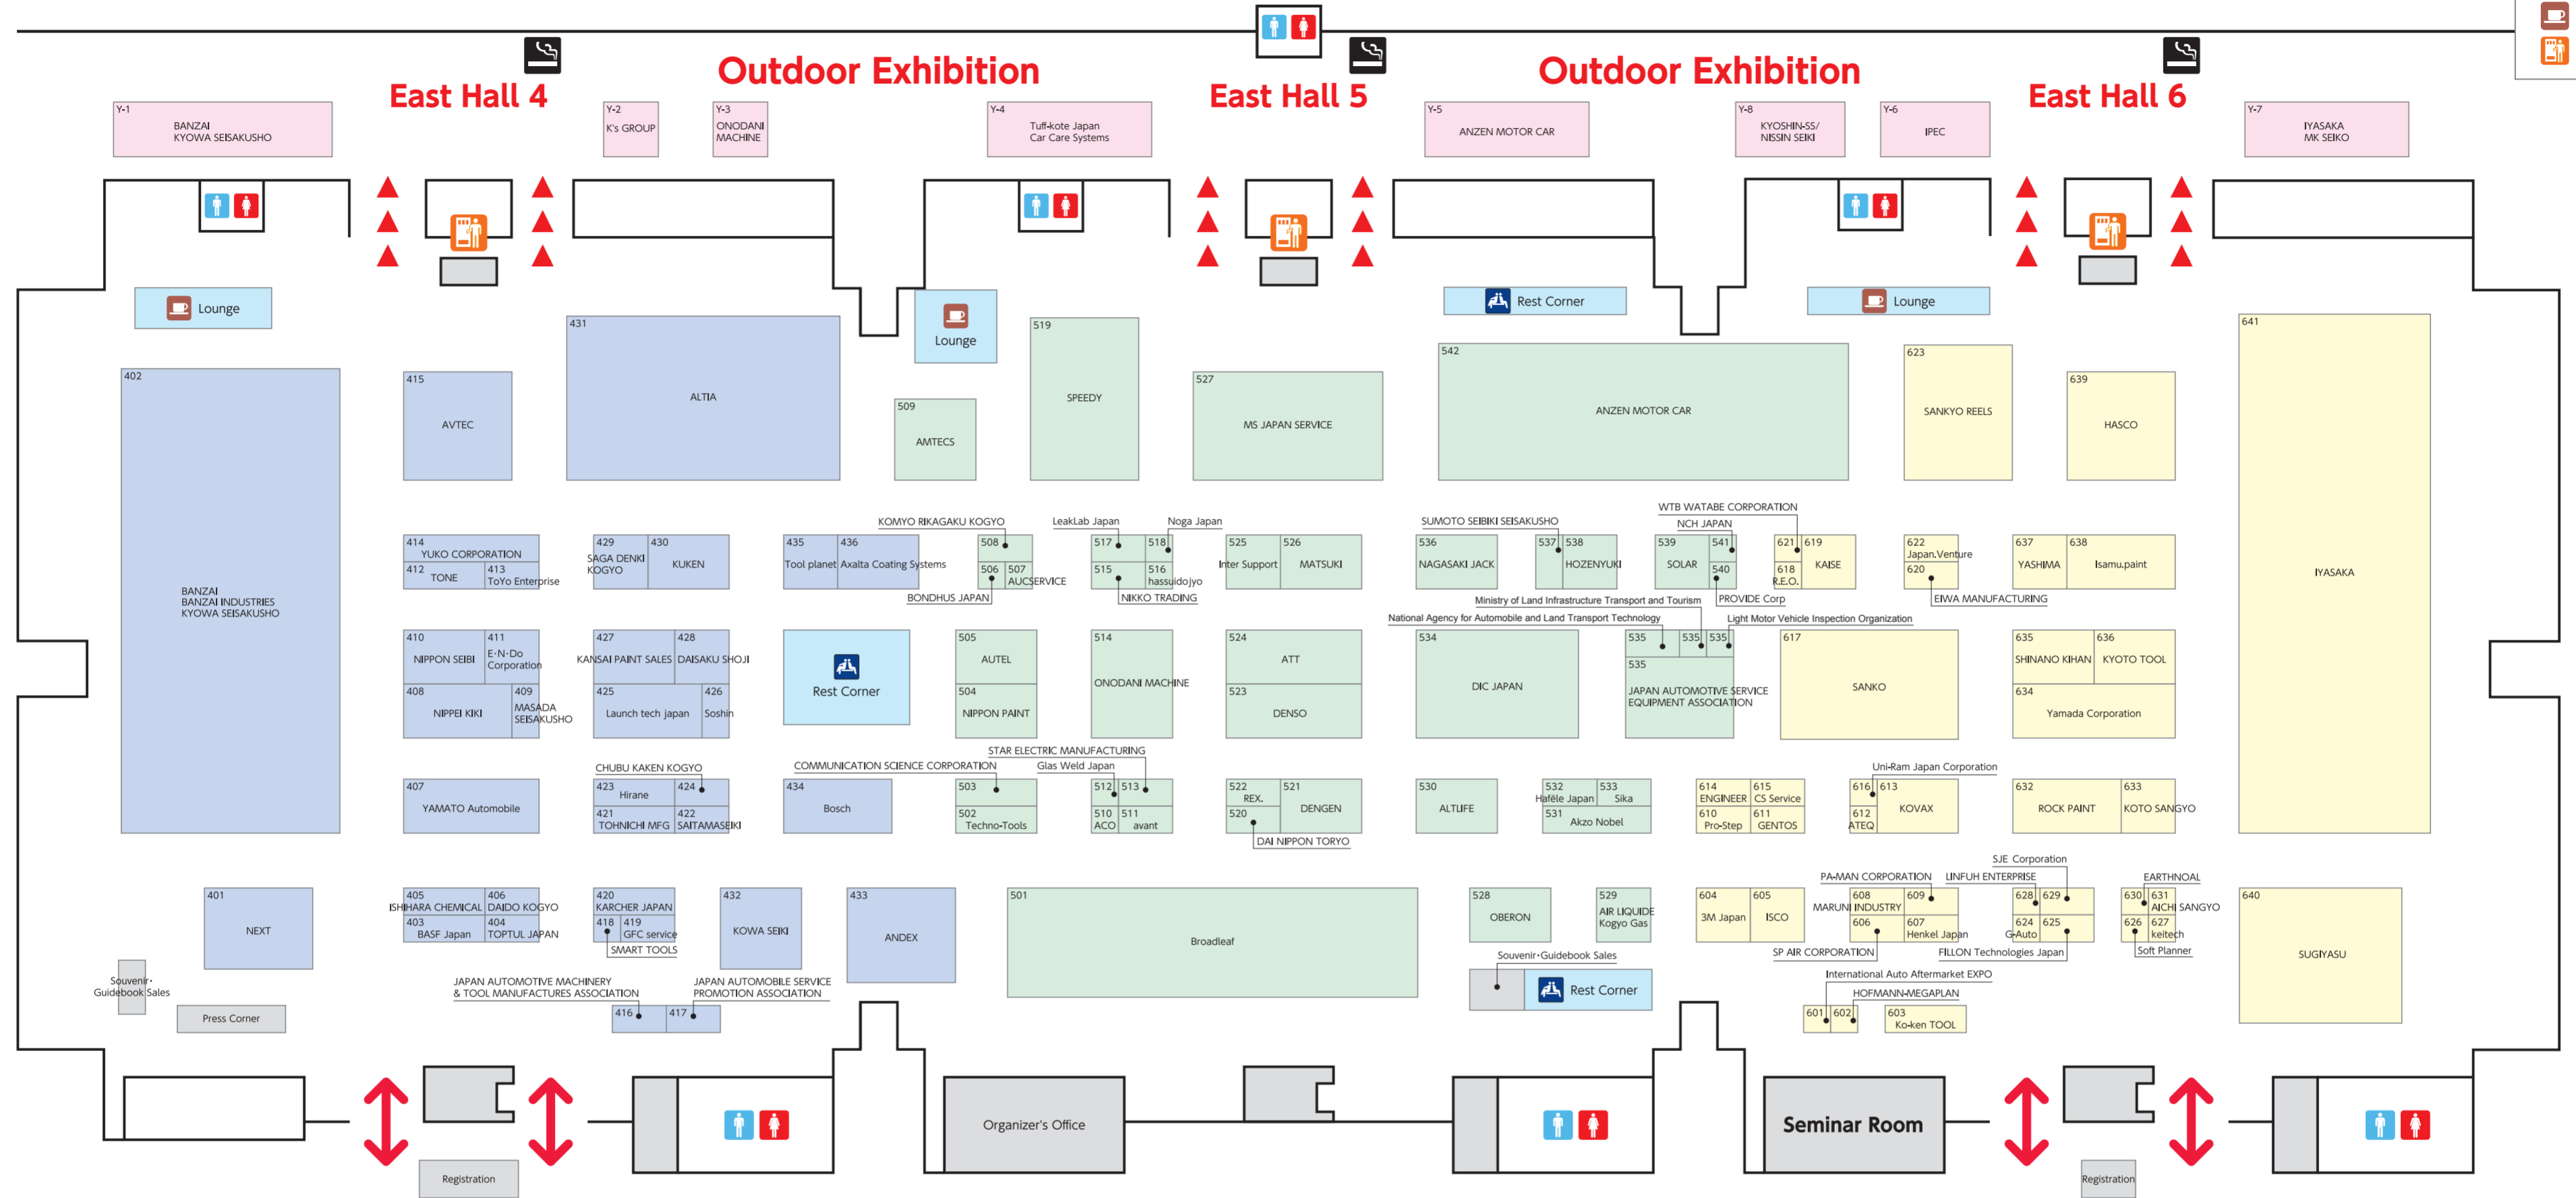 Outdoor Exhibition
Outdoor Exhibition
East Hall 4
East Hall 5
East Hall 6
Y-1
BANZAI
KYOWA SEISAKUSHO
Y-2
K's GROUP
Y-3
ONODANI
MACHINE
Y-4
Tuff-kote Japan
Car Care Systems
Y-5
ANZEN MOTOR CAR
Y-8
KYOSHIN-SS/
NISSIN SEIKI
Y-6
IPEC
Y-7
IYASAKA
MK SEIKO
Lounge
Lounge
Rest Corner
Lounge
402
BANZAI
BANZAI INDUSTRIES
KYOWA SEISAKUSHO
415
AVTEC
431
ALTIA
509
AMTECS
519
SPEEDY
527
MS JAPAN SERVICE
542
ANZEN MOTOR CAR
623
SANKYO REELS
639
HASCO
641
IYASAKA
414
YUKO CORPORATION
412
TONE
413
ToYo Enterprise
429
SAGA DENKI
KOGYO
430
KUKEN
435
Tool planet
436
Axalta Coating Systems
KOMYO RIKAGAKU KOGYO
508
506
507
AUCSERVICE
BONDHUS JAPAN
LeakLab Japan
Noga Japan
517
518
515
516
hassuidojyo
NIKKO TRADING
525
Inter Support
526
MATSUKI
SUMOTO SEIBIKI SEISAKUSHO
536
NAGASAKI JACK
537
538
HOZENYUKI
WTB WATABE CORPORATION
NCH JAPAN
539
SOLAR
541
540
PROVIDE Corp
621
619
KAISE
618
R.E.O.
622
Japan.Venture
620
EIWA MANUFACTURING
637
YASHIMA
638
Isamu.paint
Ministry of Land Infrastructure Transport and Tourism
National Agency for Automobile and Land Transport Technology
Light Motor Vehicle Inspection Organization
410
NIPPON SEIBI
411
E·N·Do
Corporation
408
NIPPEI KIKI
409
MASADA
SEISAKUSHO
427
KANSAI PAINT SALES
428
DAISAKU SHOJI
425
Launch tech japan
426
Soshin
Rest Corner
505
AUTEL
504
NIPPON PAINT
514
ONODANI MACHINE
524
ATT
523
DENSO
534
DIC JAPAN
535
535
535
535
JAPAN AUTOMOTIVE SERVICE
EQUIPMENT ASSOCIATION
617
SANKO
635
SHINANO KIHAN
636
KYOTO TOOL
634
Yamada Corporation
407
YAMATO Automobile
CHUBU KAKEN KOGYO
423
Hirane
424
421
TOHNICHI MFG
422
SAITAMASEIKI
434
Bosch
COMMUNICATION SCIENCE CORPORATION
503
502
Techno-Tools
STAR ELECTRIC MANUFACTURING
Glas Weld Japan
512
513
510
ACO
511
avant
522
REX.
520
521
DENGEN
DAI NIPPON TORYO
530
ALTLIFE
532
Hafele Japan
533
Sika
531
Akzo Nobel
614
ENGINEER
615
CS Service
610
Pro-Step
611
GENTOS
Uni-Ram Japan Corporation
616
613
KOVAX
612
ATEQ
632
ROCK PAINT
633
KOTO SANGYO
401
NEXT
405
ISHIHARA CHEMICAL
406
DAIDO KOGYO
403
BASF Japan
404
TOPTUL JAPAN
420
KARCHER JAPAN
418
419
GFC service
SMART TOOLS
432
KOWA SEIKI
433
ANDEX
501
Broadleaf
528
OBERON
529
AIR LIQUIDE
Kogyo Gas
604
3M Japan
605
ISCO
PA-MAN CORPORATION
608
MARUNI INDUSTRY
609
606
607
Henkel Japan
SP AIR CORPORATION
SJE Corporation
LINFUH ENTERPRISE
628
629
624
G-Auto
625
FILLON Technologies Japan
EARTHNOAL
630
631
AICHI SANGYO
626
627
keitech
Soft Planner
640
SUGIYASU
Souvenir·
Guidebook Sales
Press Corner
JAPAN AUTOMOTIVE MACHINERY
& TOOL MANUFACTURES ASSOCIATION
416
JAPAN AUTOMOBILE SERVICE
PROMOTION ASSOCIATION
417
Souvenir·Guidebook Sales
Rest Corner
International Auto Aftermarket EXPO
HOFMANN-MEGAPLAN
601
602
603
Ko-ken TOOL
Organizer's Office
Seminar Room
Registration
Registration